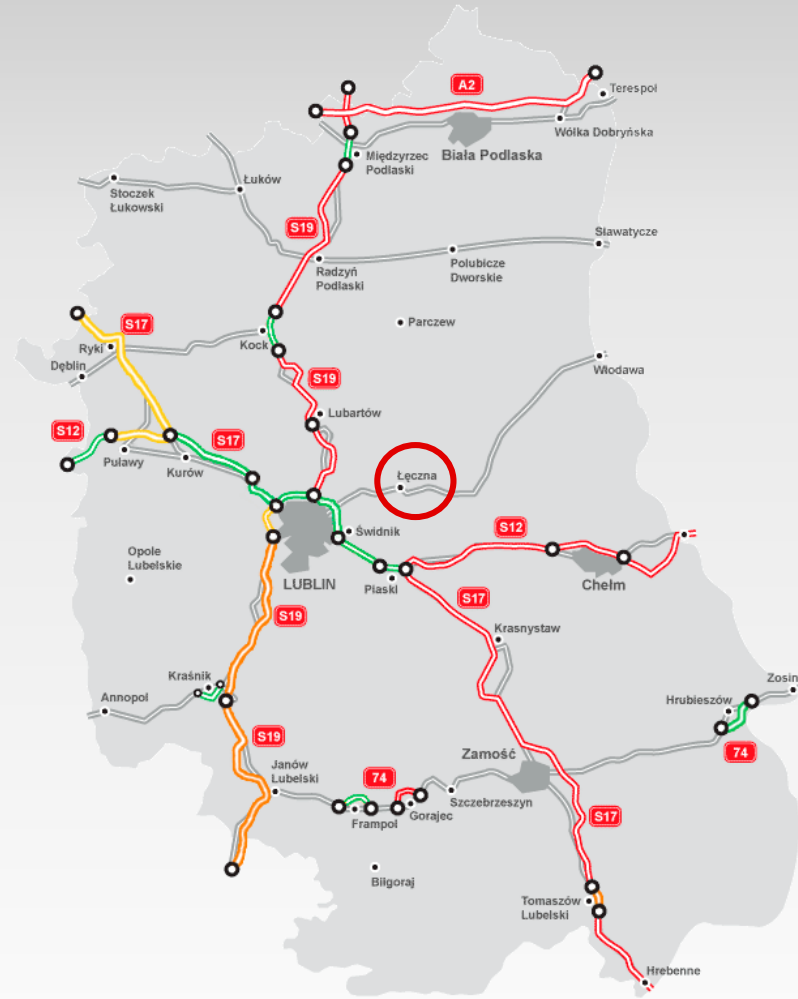 A2
Terespol
Wólka Dobryńska
Biała Podlaska
Międzyrzec
Podlaski
Łuków
Stoczek
Łukowski
S19
Sławatycze
Polubicze
Dworskie
Radzyń
Podlaski
S17
Parczew
Ryki
Kock
Dęblin
Włodawa
S19
Lubartów
S12
S17
Puławy
Kurów
Łęczna
S12
Świdnik
Opole
Lubelskie
LUBLIN
Piaski
Chełm
S17
S19
Krasnystaw
Kraśnik
Annopol
Zosin
Hrubieszów
S19
74
Zamość
Janów
Lubelski
74
Szczebrzeszyn
Gorajec
Frampol
S17
Biłgoraj
Tomaszów
Lubelski
Hrebenne